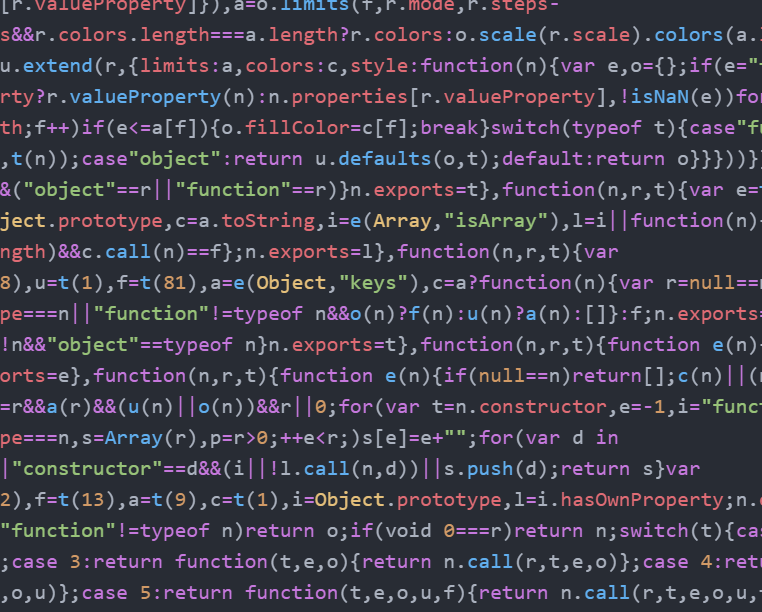 [r.valueProperty]}),a=o.limits(f,r.mode,r.steps-
s&&r.colors.length===a.length?r.colors:o.scale(r.scale).colors(a.
u.extend(r,{limits:a,colors:c,style:function(n){var e,o={};if(e="
rty?r.valueProperty(n):n.properties[r.valueProperty],!isNaN(e))fo
th;f++)if(e<=a[f]){o.fillColor=c[f];break}switch(typeof t){case"fu
,t(n));case"object":return u.defaults(o,t);default:return o}}}))}
&("object"==r||"function"==r)}n.exports=t},function(n,r,t){var e=
ject.prototype,c=a.toString,i=e(Array,"isArray"),l=i||function(n)
ngth)&&c.call(n)==f};n.exports=l},function(n,r,t){var
8),u=t(1),f=t(81),a=e(Object,"keys"),c=a?function(n){var r=null==
pe===n||"function"!=typeof n&&o(n)?f(n):u(n)?a(n):[]}:f;n.exports=
!n&&"object"==typeof n}n.exports=t},function(n,r,t){function e(n)
orts=e},function(n,r,t){function e(n){if(null==n)return[];c(n)||(
=r&&a(r)&&(u(n)||o(n))&&r||0;for(var t=n.constructor,e=-1,i="func
pe===n,s=Array(r),p=r>0;++e<r;)s[e]=e+"";for(var d in
|"constructor"==d&&(i||!l.call(n,d))||s.push(d);return s}var
2),f=t(13),a=t(9),c=t(1),i=Object.prototype,l=i.hasOwnProperty;n.
"function"!=typeof n)return o;if(void 0===r)return n;switch(t){cas
;case 3:return function(t,e,o){return n.call(r,t,e,o)};case 4:ret
,o,u)};case 5:return function(t,e,o,u,f){return n.call(r,t,e,o,u,